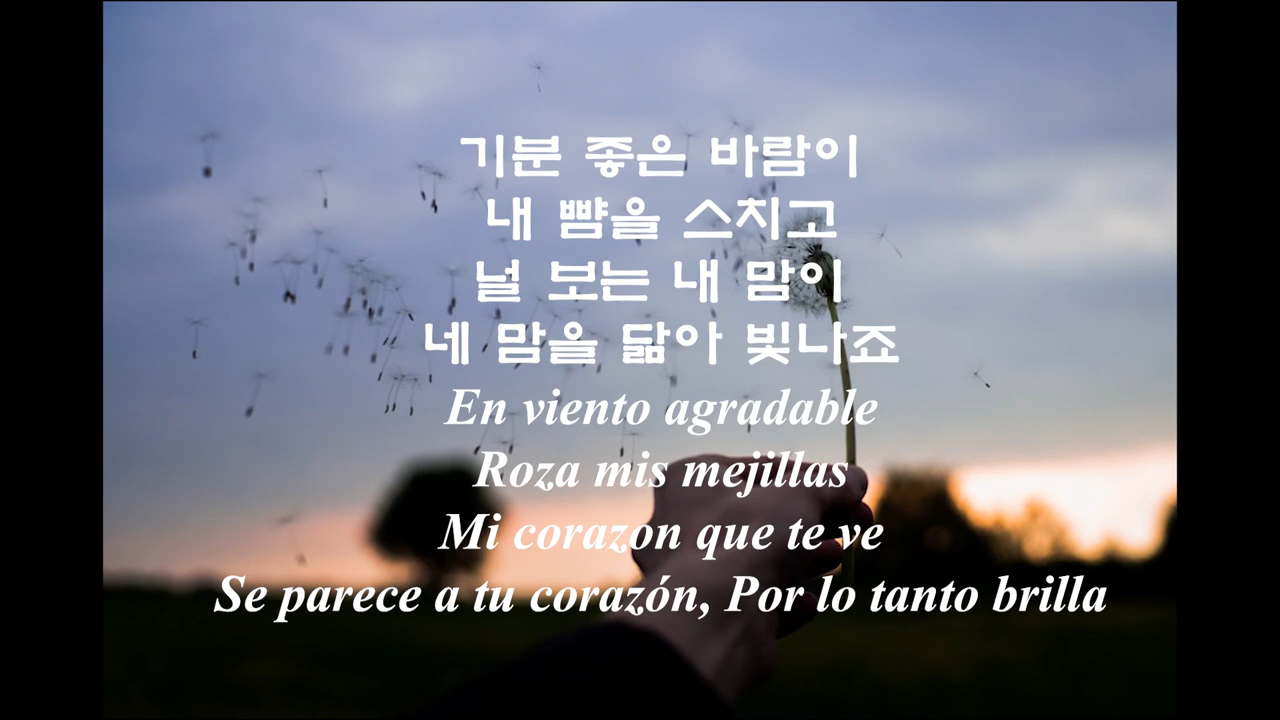 기분 좋은 바람이
내 뺨을 스치고
널 보는 내 맘이
네 맘을 닮아 빛나죠
En viento agradable
Roza mis mejillas
Mi corazon que te ve
Se parece a tu corazón, Por lo tanto brilla